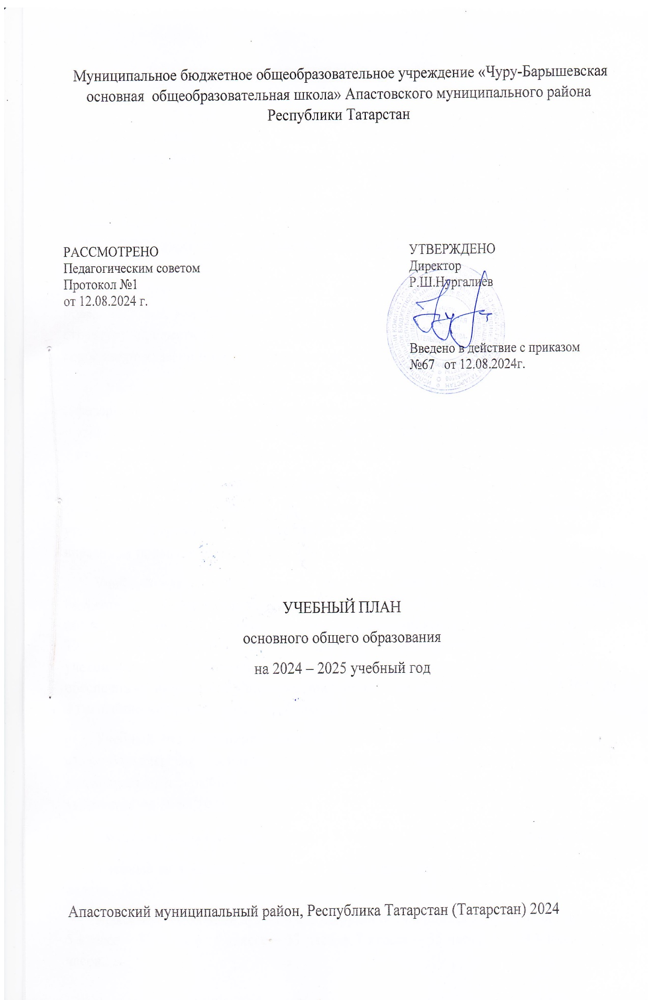 Муниципальное бюджетное общеобразовательное учреждение «Чуру-Барышевская
основная общеобразовательная школа» Апастовского муниципального района
Республики Татарстан
РАССМОТРЕНО
Педагогическим советом
Протокол №1
от 12.08.2024 г.
УТВЕРЖДЕНО
Директор
Р.Ш.Нургалиев
Введено в действие с приказом
№67 от 12.08.2024г.
УЧЕБНЫЙ ПЛАН
основного общего образования
на 2024 – 2025 учебный год
Апастовский муниципальный район, Республика Татарстан (Татарстан) 2024